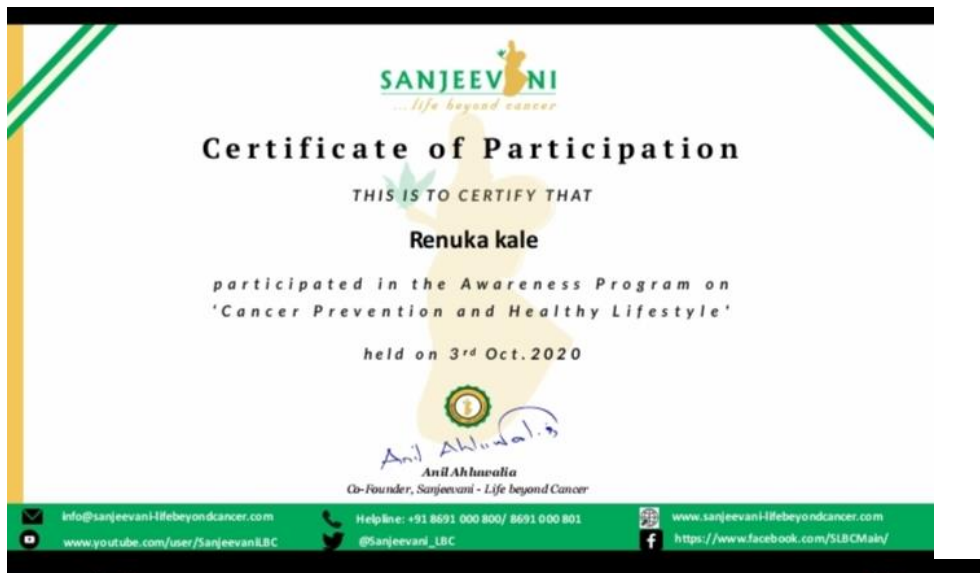 SANJEEVANI
...life beyond cancer
Certificate of Participation
THIS IS TO CERTIFY THAT
Renuka kale
participated in the Awareness Program on
'Cancer Prevention and Healthy Lifestyle'
held on 3rd Oct.2020
Anil Ahluwalia
Anil Ahluwalia
Co-Founder, Sanjeevani - Life beyond Cancer
info@sanjeevani-lifebeyondcancer.com
Helpline: +91 8691 000 800/ 8691 000 801
www.sanjeevani-lifebeyondcancer.com
www.youtube.com/user/SanjeevaniLBC
@Sanjeevani_LBC
https://www.facebook.com/SLBCMain/